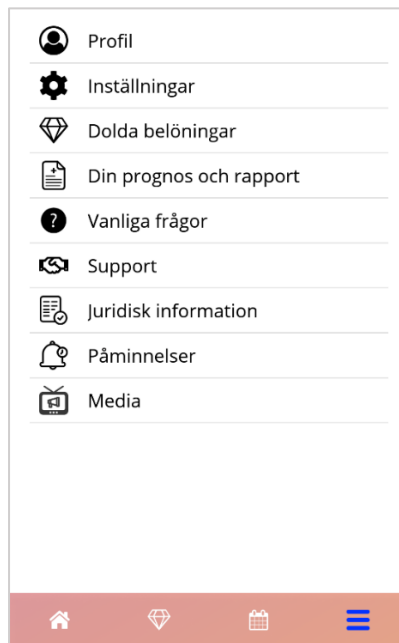 Profil
Inställningar
Dolda belöningar
Din prognos och rapport
Vanliga frågor
Support
Juridisk information
Påminnelser
Media